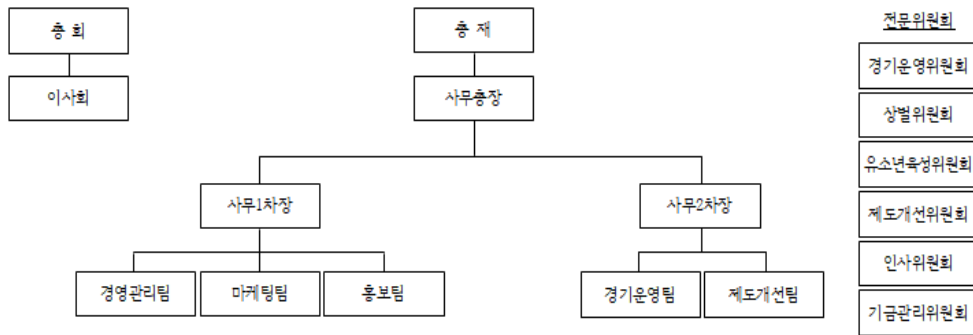 총 회
총 재
전문위원회
이사회
사무총장
경기운영위원회
상벌위원회
유소년육성위원회
사무1차장
사무2차장
제도개선위원회
인사위원회
경영관리팀
마케팅팀
홍보팀
경기운영팀
제도개선팀
기금관리위원회